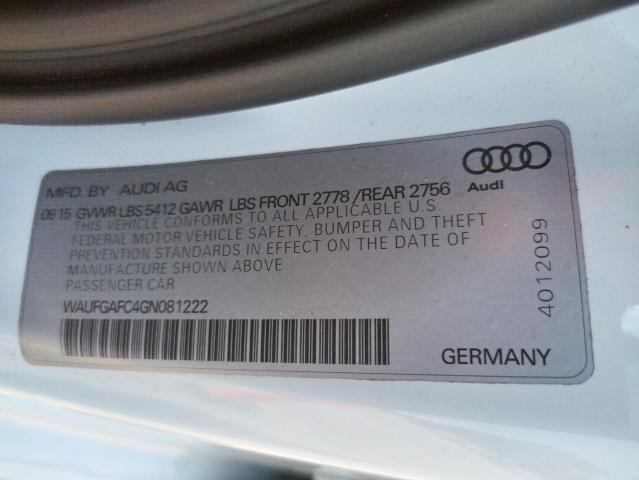 MFD. BY AUDI AG
09 15 GVWR LBS 5412 GAWR LBS FRONT 2778 /REAR 2756
THIS VEHICLE CONFORMS TO ALL APPLICABLE U.S.
FEDERAL MOTOR VEHICLE SAFETY, BUMPER AND THEFT
PREVENTION STANDARDS IN EFFECT ON THE DATE OF
MANUFACTURE SHOWN ABOVE
PASSENGER CAR
WAUFGAFC4GN081222
Audi
4012099
GERMANY